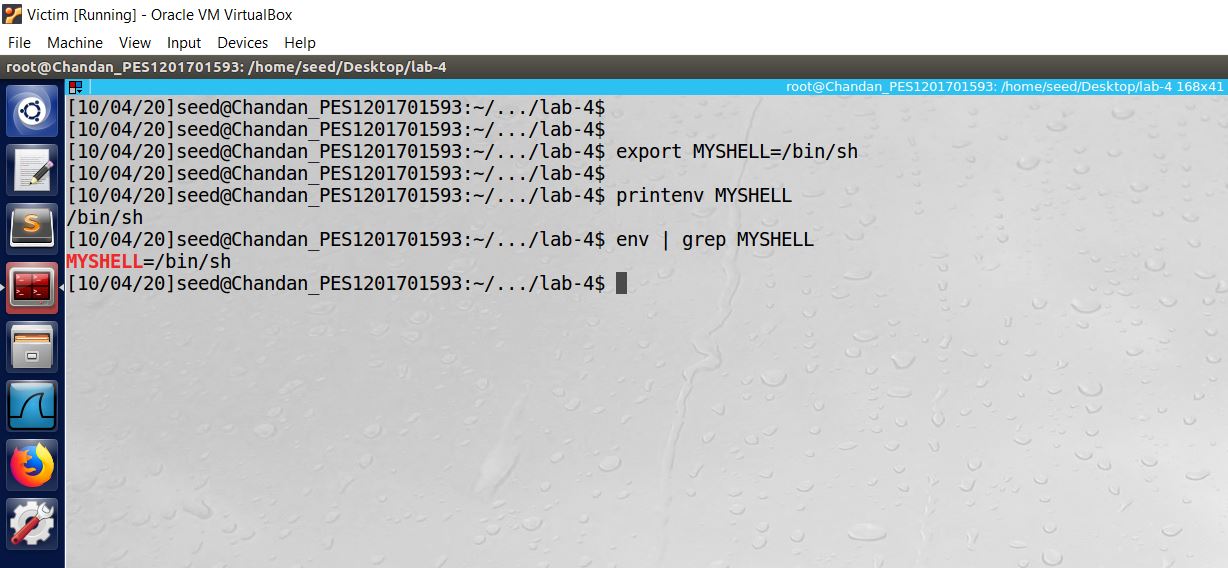 Victim [Running] - Oracle VM VirtualBox
File Machine View Input Devices Help
root@Chandan_PES1201701593: /home/seed/Desktop/lab-4
root@Chandan_PES1201701593: /home/seed/Desktop/lab-4 168x41
[10/04/20]seed@Chandan_PES1201701593:~/.../lab-4$
[10/04/20]seed@Chandan_PES1201701593:~/.../lab-4$
[10/04/20]seed@Chandan_PES1201701593:~/.../lab-4$ export MYSHELL=/bin/sh
[10/04/20]seed@Chandan_PES1201701593:~/.../lab-4$
[10/04/20]seed@Chandan_PES1201701593:~/.../lab-4$ printenv MYSHELL
/bin/sh
[10/04/20]seed@Chandan_PES1201701593:~/.../lab-4$ env | grep MYSHELL
MYSHELL=/bin/sh
[10/04/20]seed@Chandan_PES1201701593:~/.../lab-4$